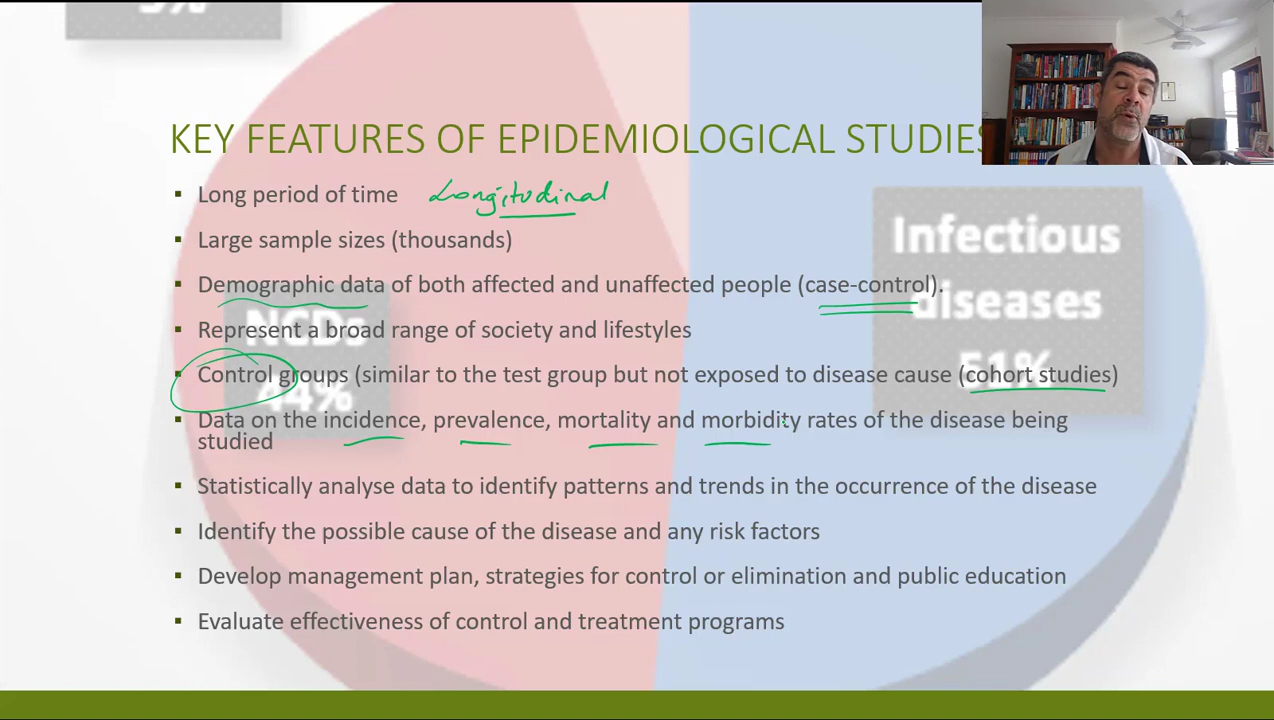 5%
KEY FEATURES OF EPIDEMIOLOGICAL STUDIES
▪ Long period of time Longitudinal
▪ Large sample sizes (thousands)
▪ Demographic data of both affected and unaffected people (case-control).
▪ Represent a broad range of society and lifestyles
▪ Control groups (similar to the test group but not exposed to disease cause (cohort studies)
▪ Data on the incidence, prevalence, mortality and morbidity rates of the disease being
studied
▪ Statistically analyse data to identify patterns and trends in the occurrence of the disease
▪ Identify the possible cause of the disease and any risk factors
▪ Develop management plan, strategies for control or elimination and public education
▪ Evaluate effectiveness of control and treatment programs
NCDs
44%
Infectious
diseases
51%